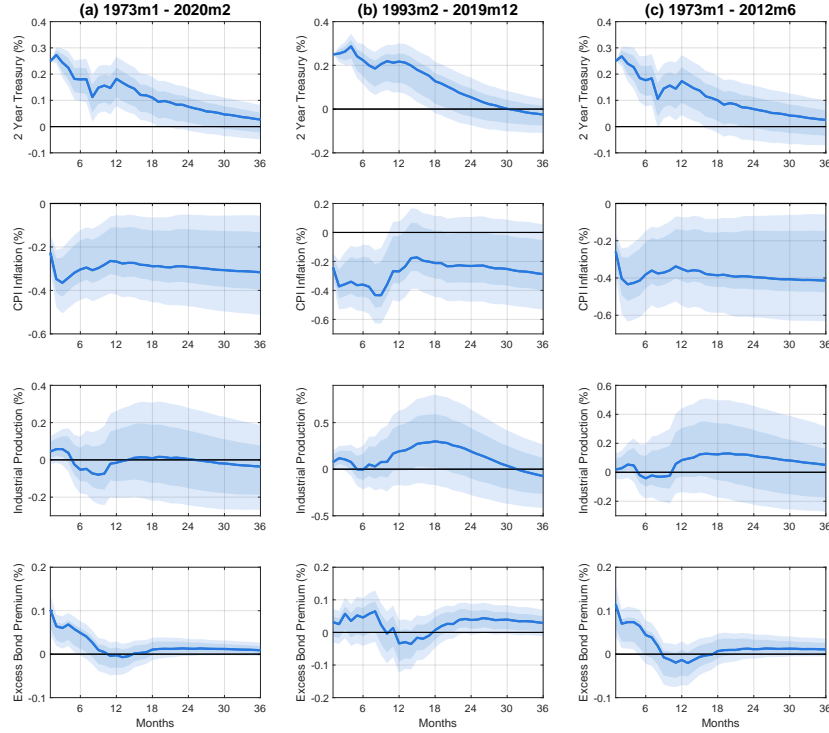 (a) 1973m1 - 2020m2
(b) 1993m2 - 2019m12
(c) 1973m1 - 2012m6
2 Year Treasury (%)
0.4
0.3
0.2
0.1
0
-0.1
6 12 18 24 30 36
2 Year Treasury (%)
0.4
0.2
0
0.2
6 12 18 24 30 36
2 Year Treasury (%)
0.4
0.3
0.2
0.1
0
-0.1
6 12 18 24 30 36
CPI Inflation (%)
0
-0.2
-0.4
-0.6
6 12 18 24 30 36
CPI Inflation (%)
0.2
0
-0.2
-0.4
-0.6
6 12 18 24 30 36
CPI Inflation (%)
0
-0.2
-0.4
-0.6
6 12 18 24 30 36
Industrial Production (%)
0.4
0.2
0
-0.2
6 12 18 24 30 36
Industrial Production (%)
0.5
0
-0.5
6 12 18 24 30 36
Industrial Production (%)
0.6
0.4
0.2
0
-0.2
6 12 18 24 30 36
Excess Bond Premium (%)
0.2
0.1
0
-0.1
6 12 18 24 30 36
Months
Excess Bond Premium (%)
0.2
0.1
0
-0.1
-0.2
6 12 18 24 30 36
Months
Excess Bond Premium (%)
0.2
0.1
0
-0.1
6 12 18 24 30 36
Months